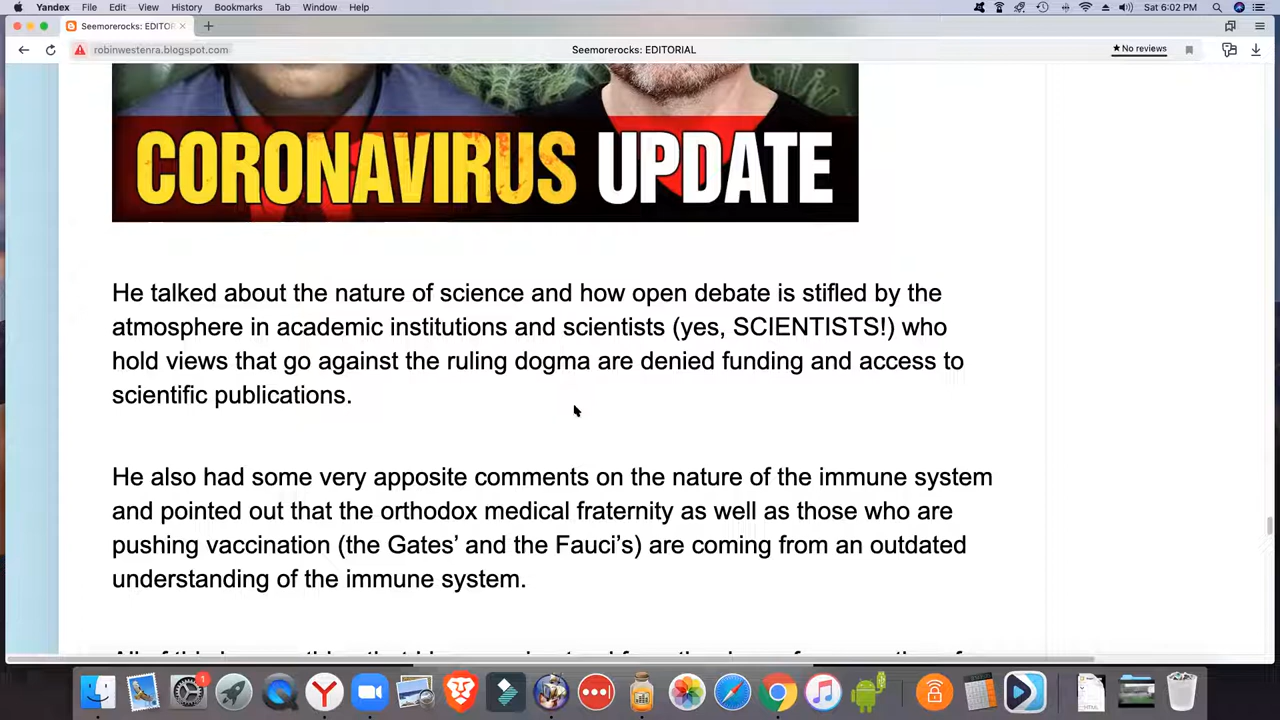 Yandex File Edit View History Bookmarks Tab Window Help Sat 6:02 PM
Seemorerocks: EDITOR
robinwestenra.blogspot.com Seemorerocks: EDITORIAL ★ No reviews
CORONAVIRUS UPDATE
He talked about the nature of science and how open debate is stifled by the
atmosphere in academic institutions and scientists (yes, SCIENTISTS!) who
hold views that go against the ruling dogma are denied funding and access to
scientific publications.
He also had some very apposite comments on the nature of the immune system
and pointed out that the orthodox medical fraternity as well as those who are
pushing vaccination (the Gates’ and the Fauci’s) are coming from an outdated
understanding of the immune system.
1